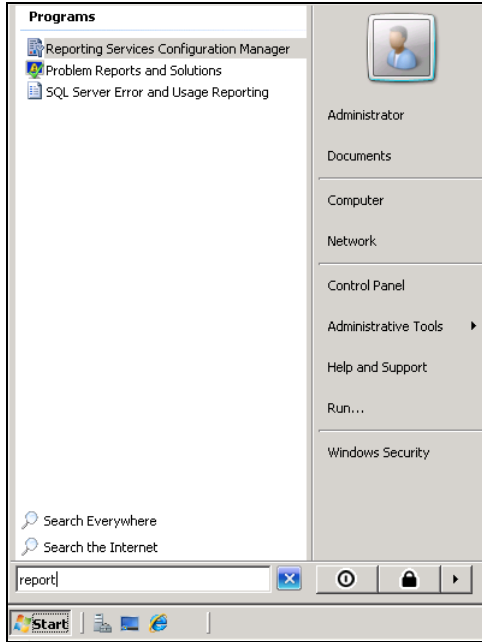 Programs
Reporting Services Configuration Manager
Problem Reports and Solutions
SQL Server Error and Usage Reporting
Search Everywhere
Search the Internet
report
Administrator
Documents
Computer
Network
Control Panel
Administrative Tools
Help and Support
Run...
Windows Security
Start